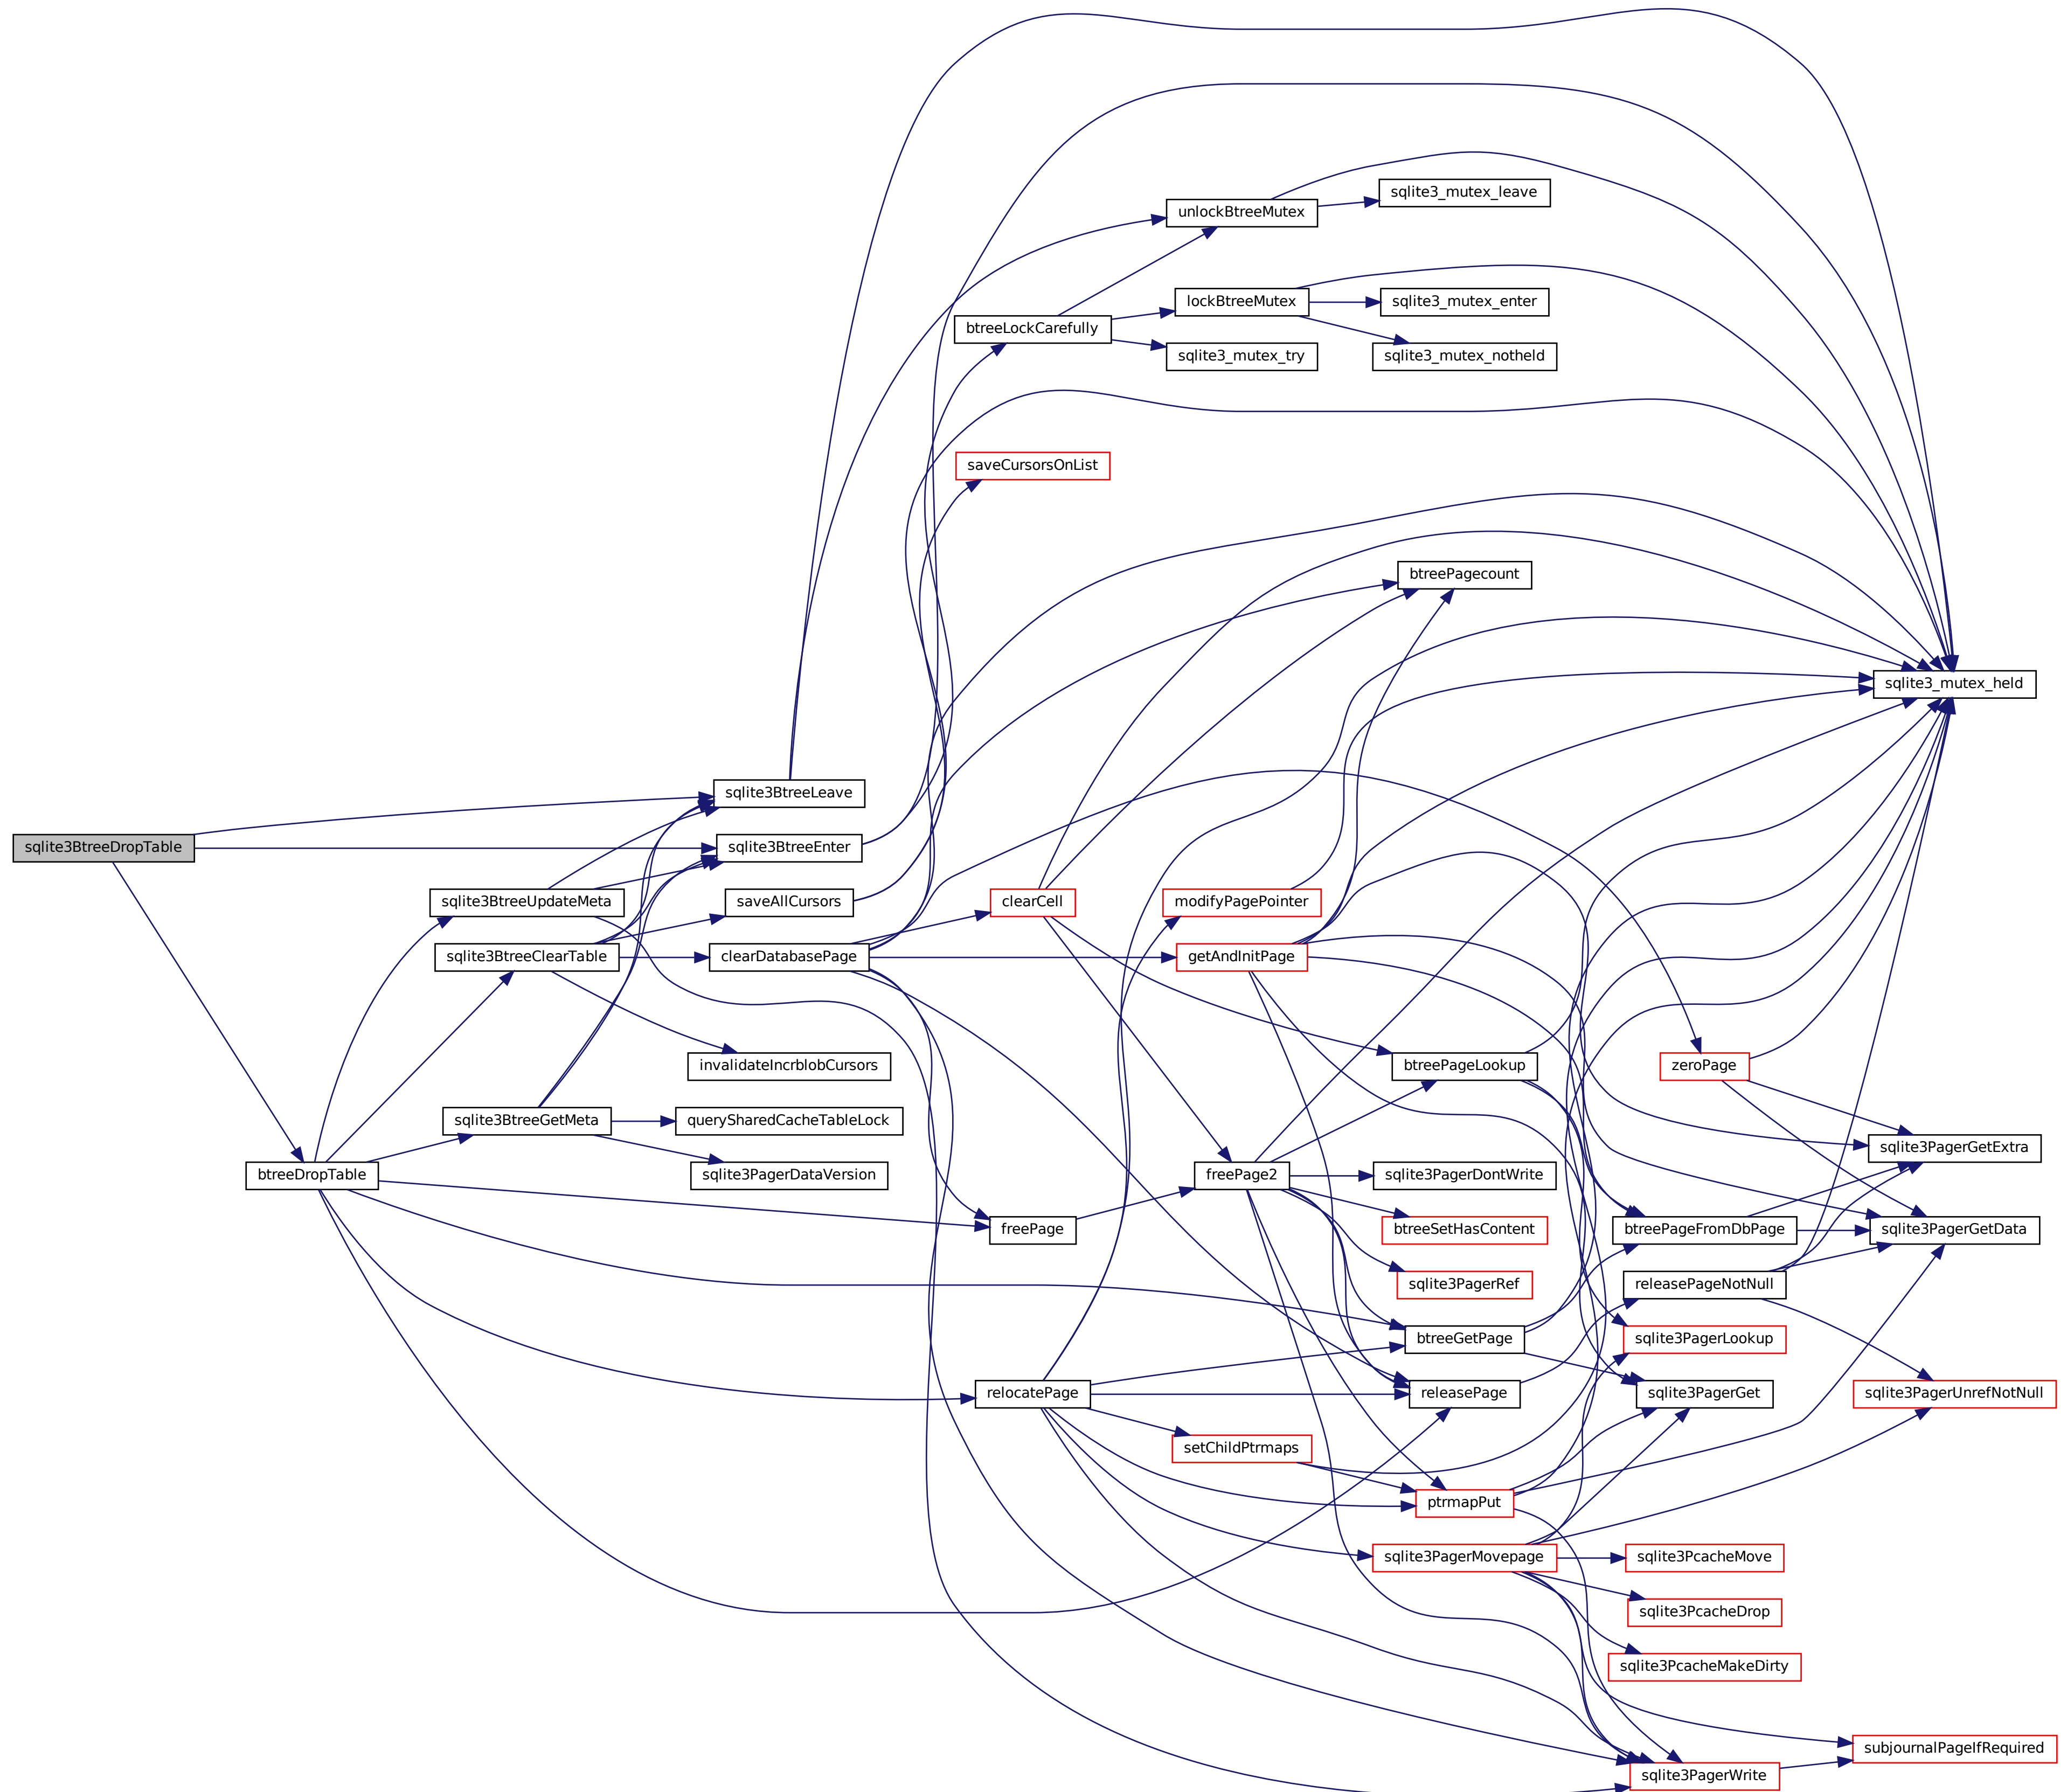 sqlite3_mutex_leave
unlockBtreeMutex
lockBtreeMutex
sqlite3_mutex_enter
btreeLockCarefully
sqlite3_mutex_try
sqlite3_mutex_notheld
saveCursorsOnList
btreePagecount
sqlite3_mutex_held
sqlite3BtreeLeave
sqlite3BtreeDropTable
sqlite3BtreeEnter
sqlite3BtreeUpdateMeta
saveAllCursors
clearCell
modifyPagePointer
sqlite3BtreeClearTable
clearDatabasePage
getAndInitPage
invalidateIncrblobCursors
btreePageLookup
zeroPage
sqlite3BtreeGetMeta
querySharedCacheTableLock
sqlite3PagerGetExtra
btreeDropTable
sqlite3PagerDataVersion
freePage2
sqlite3PagerDontWrite
freePage
btreeSetHasContent
btreePageFromDbPage
sqlite3PagerGetData
sqlite3PagerRef
releasePageNotNull
btreeGetPage
sqlite3PagerLookup
relocatePage
releasePage
sqlite3PagerGet
sqlite3PagerUnrefNotNull
setChildPtrmaps
ptrmapPut
sqlite3PagerMovepage
sqlite3PcacheMove
sqlite3PcacheDrop
sqlite3PcacheMakeDirty
subjournalPageIfRequired
sqlite3PagerWrite